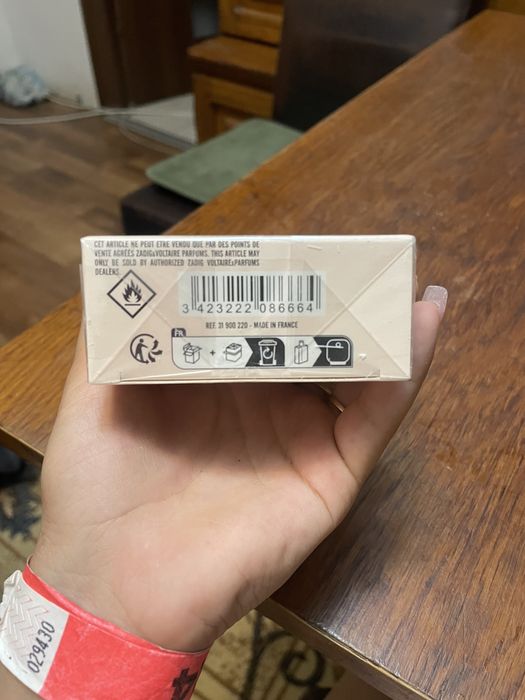 CET ARTICLE NE PEUT ETRE VENDU QUE PAR DES POINTS DE
VENTE AGRÉÉS ZADIG&VOLTAIRE PARFUMS. THIS ARTICLE MAY
ONLY BE SOLD BY AUTHORIZED ZADIG VOLTAIRE&PARFUMS
DEALERS.
3 423222 086664
REF. 31 900 220 - MADE IN FRANCE
FR
029430